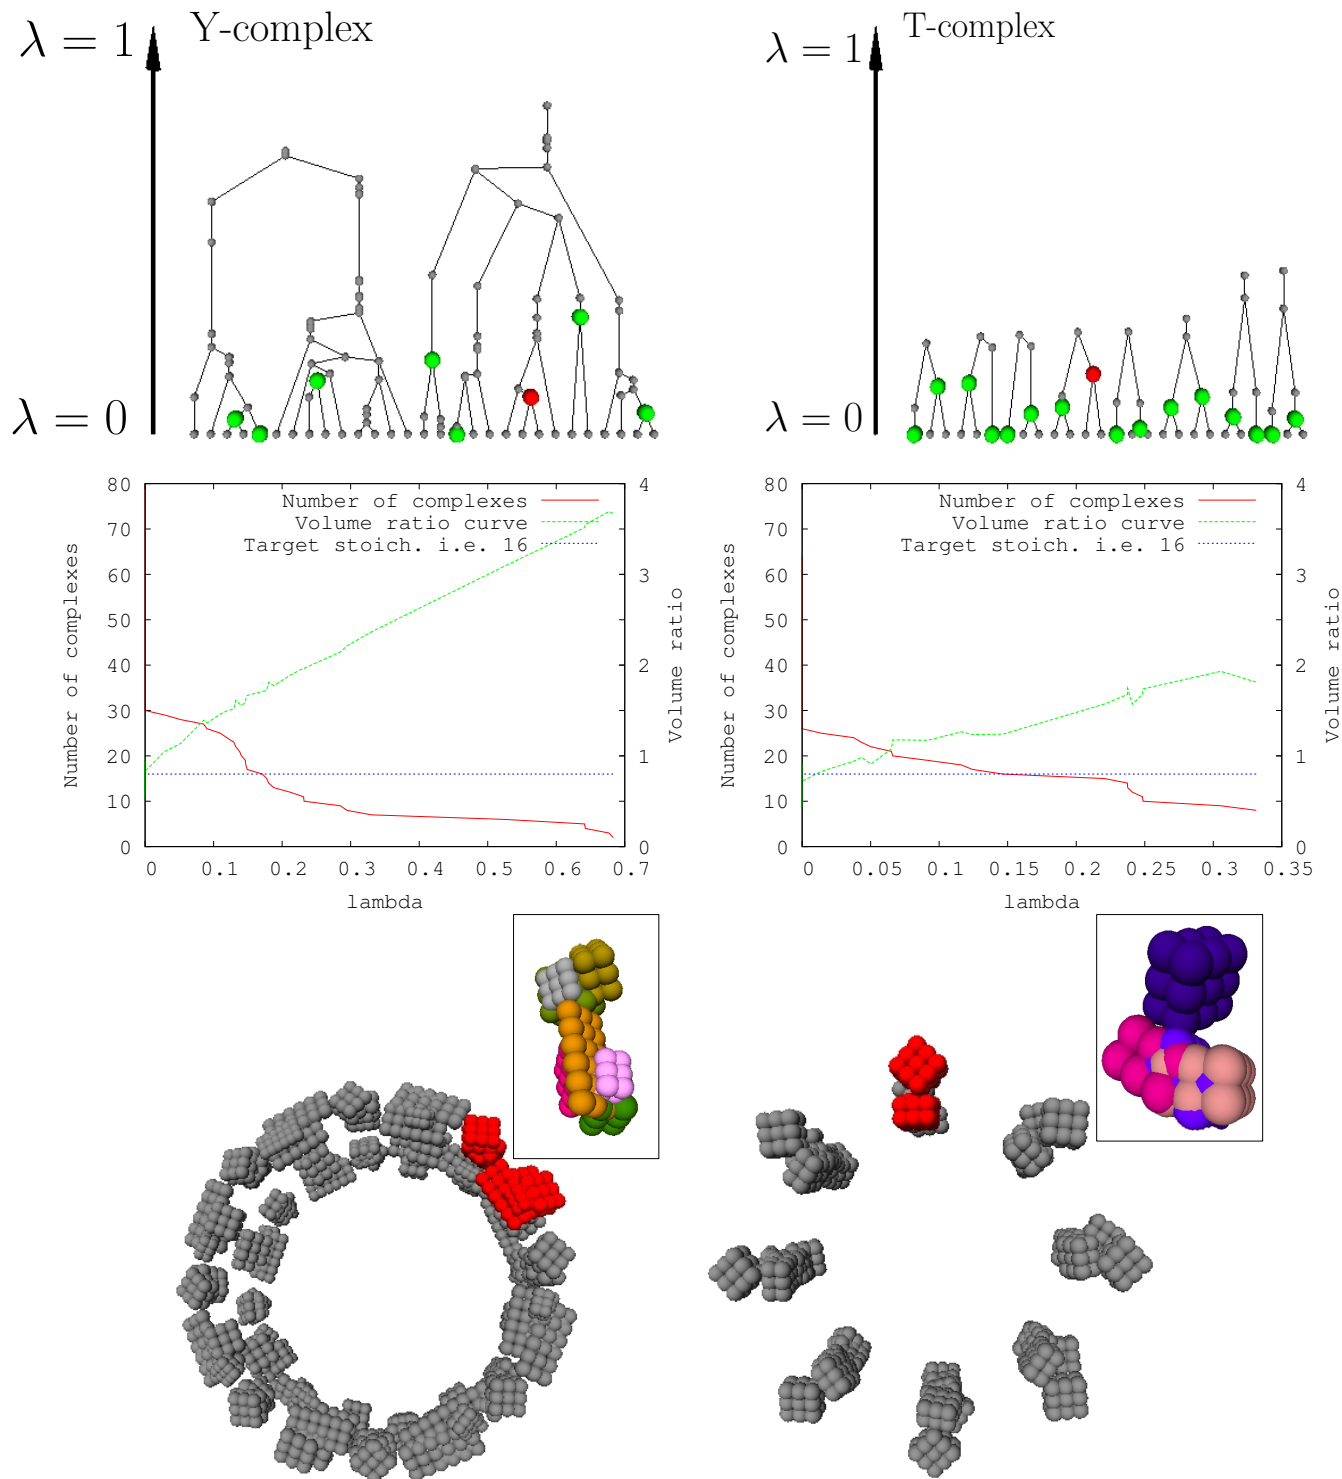 λ = 1 Y-complex
λ = 0
λ = 1 T-complex
λ = 0
Number of complexes
Volume ratio curve
Target stoich. i.e. 16
80
70
60
50
40
30
20
10
0
Number of complexes
4
3
2
1
0
Volume ratio
0 0.1 0.2 0.3 0.4 0.5 0.6 0.7
lambda
Number of complexes
Volume ratio curve
Target stoich. i.e. 16
80
70
60
50
40
30
20
10
0
Number of complexes
4
3
2
1
0
Volume ratio
0 0.05 0.1 0.15 0.2 0.25 0.3 0.35
lambda